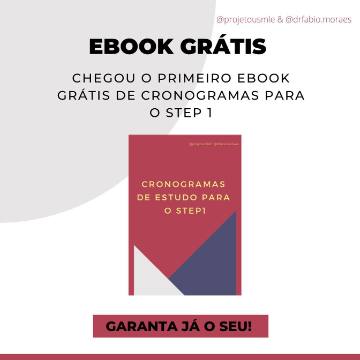 @projetousmle & @drfabio.moraes
EBOOK GRÁTIS
CHEGOU O PRIMEIRO EBOOK
GRÁTIS DE CRONOGRAMAS PARA
O STEP 1
CRONOGRAMAS
DE ESTUDO PARA
O STEP1
GARANTA JÁ O SEU!